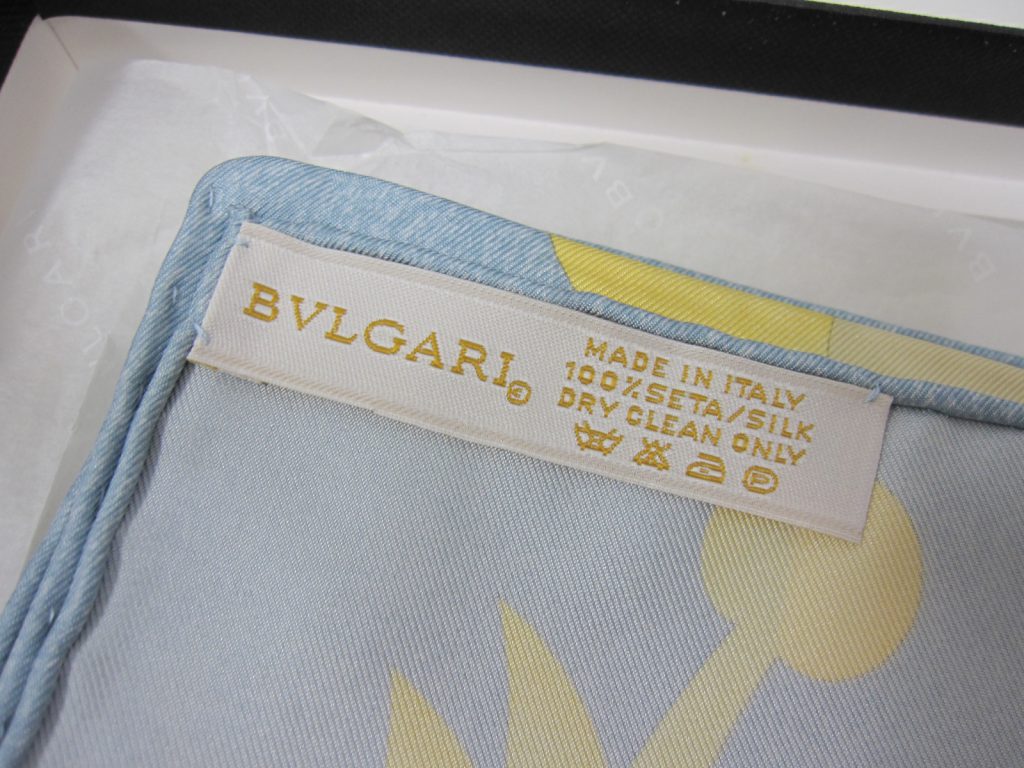 BVLGARI
MADE IN ITALY
100%SETA/SILK
DRY CLEAN ONLY
P